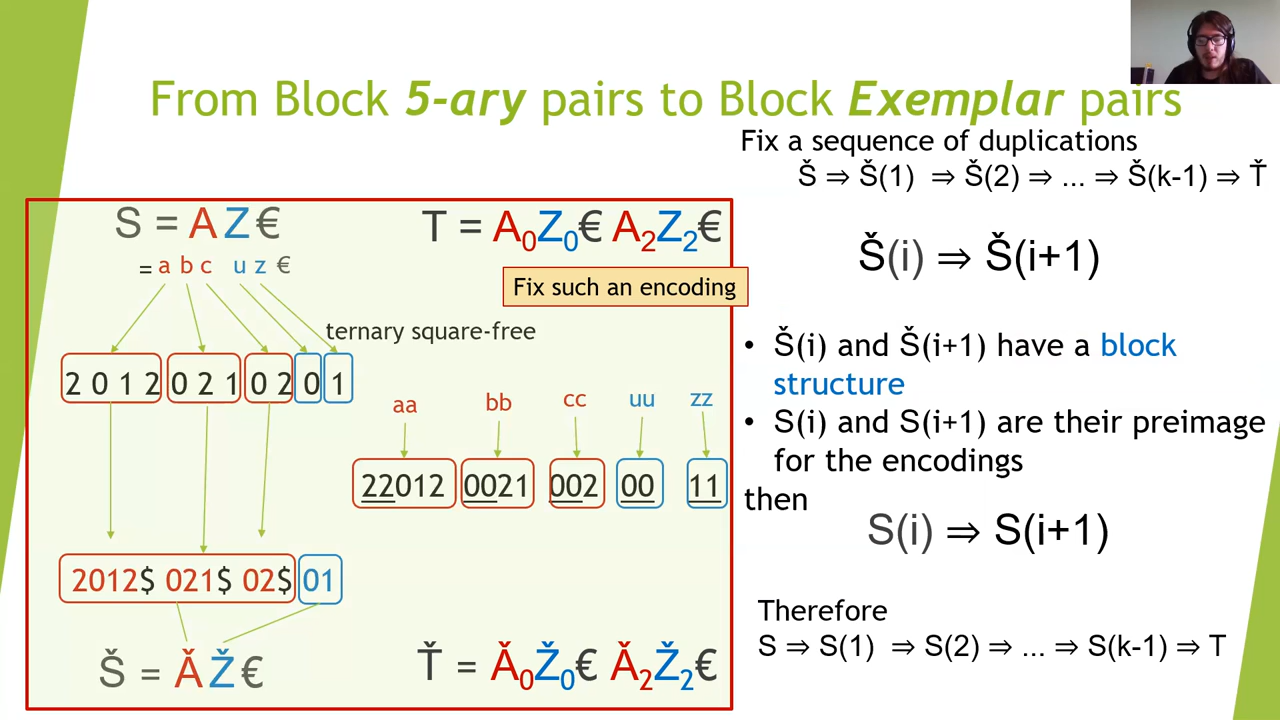 From Block 5-ary pairs to Block Exemplar pairs
S = A Z €
= a b c u z €
T = A₀Z₀€ A₂Z₂€
Fix such an encoding
ternary square-free
2 0 1 2 0 2 1 0 2 0 1
aa bb cc uu zz
22012 0021 002 00 11
2012$ 021$ 02$ 01
Š = Ǎ Ž €
Ť = Ǎ₀Ž₀€ Ǎ₂Ž₂€
Fix a sequence of duplications
Š ⇒ Š(1) ⇒ Š(2) ⇒ ... ⇒ Š(k-1) ⇒ Ť
Š(i) ⇒ Š(i+1)
• Š(i) and Š(i+1) have a block
structure
• S(i) and S(i+1) are their preimage
for the encodings
then
S(i) ⇒ S(i+1)
Therefore
S ⇒ S(1) ⇒ S(2) ⇒ ... ⇒ S(k-1) ⇒ T